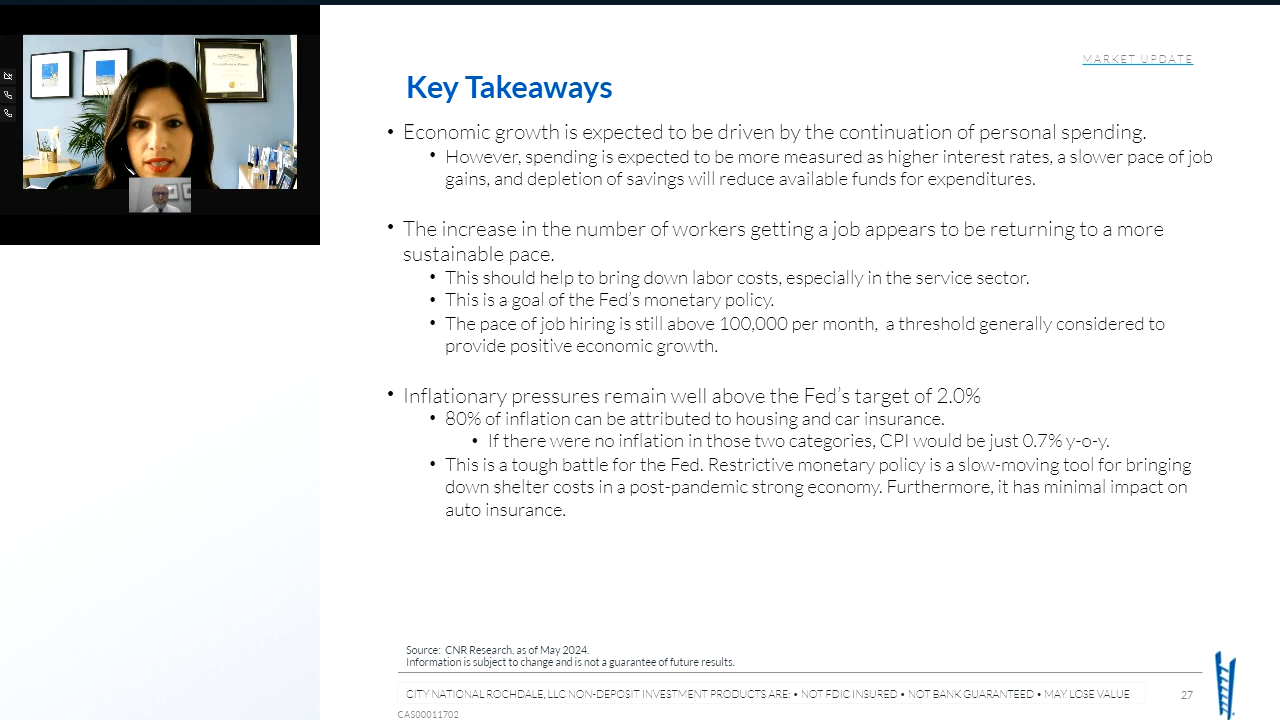 MARKET UPDATE
Key Takeaways
• Economic growth is expected to be driven by the continuation of personal spending.
• However, spending is expected to be more measured as higher interest rates, a slower pace of job
gains, and depletion of savings will reduce available funds for expenditures.
• The increase in the number of workers getting a job appears to be returning to a more
sustainable pace.
• This should help to bring down labor costs, especially in the service sector.
• This is a goal of the Fed’s monetary policy.
• The pace of job hiring is still above 100,000 per month, a threshold generally considered to
provide positive economic growth.
• Inflationary pressures remain well above the Fed’s target of 2.0%
• 80% of inflation can be attributed to housing and car insurance.
• If there were no inflation in those two categories, CPI would be just 0.7% y-o-y.
• This is a tough battle for the Fed. Restrictive monetary policy is a slow-moving tool for bringing
down shelter costs in a post-pandemic strong economy. Furthermore, it has minimal impact on
auto insurance.
Source: CNR Research, as of May 2024.
Information is subject to change and is not a guarantee of future results.
CITY NATIONAL ROCHDALE, LLC NON-DEPOSIT INVESTMENT PRODUCTS ARE: • NOT FDIC INSURED • NOT BANK GUARANTEED • MAY LOSE VALUE
27
CAS00011702